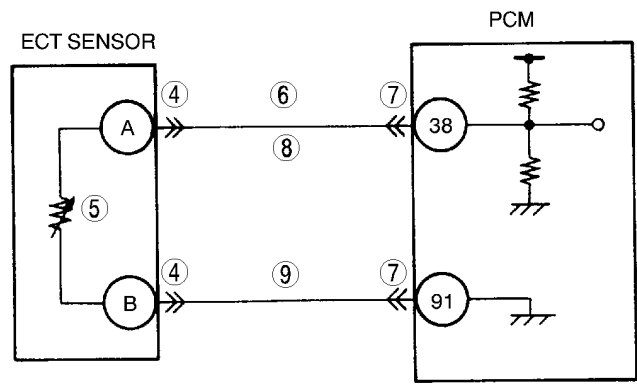 PCM
ECT SENSOR
④ ⑥ ⑦
A 38
⑧
⑤
④ ⑨ ⑦
B 91